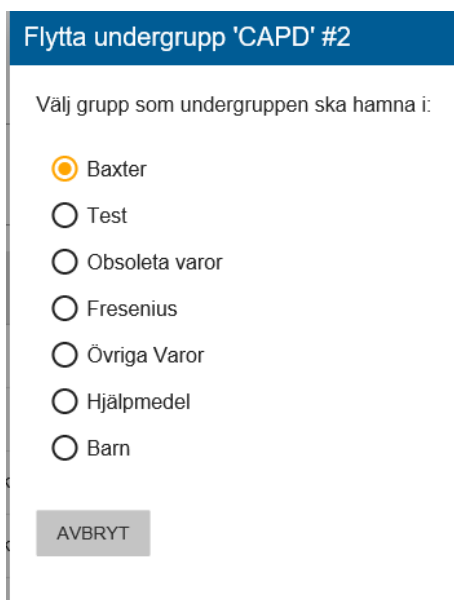 Flytta undergrupp 'CAPD' #2
Välj grupp som undergruppen ska hamna i:
Baxter
Test
Obsoleta varor
Fresenius
Övriga Varor
Hjälpmedel
Barn
AVBRYT